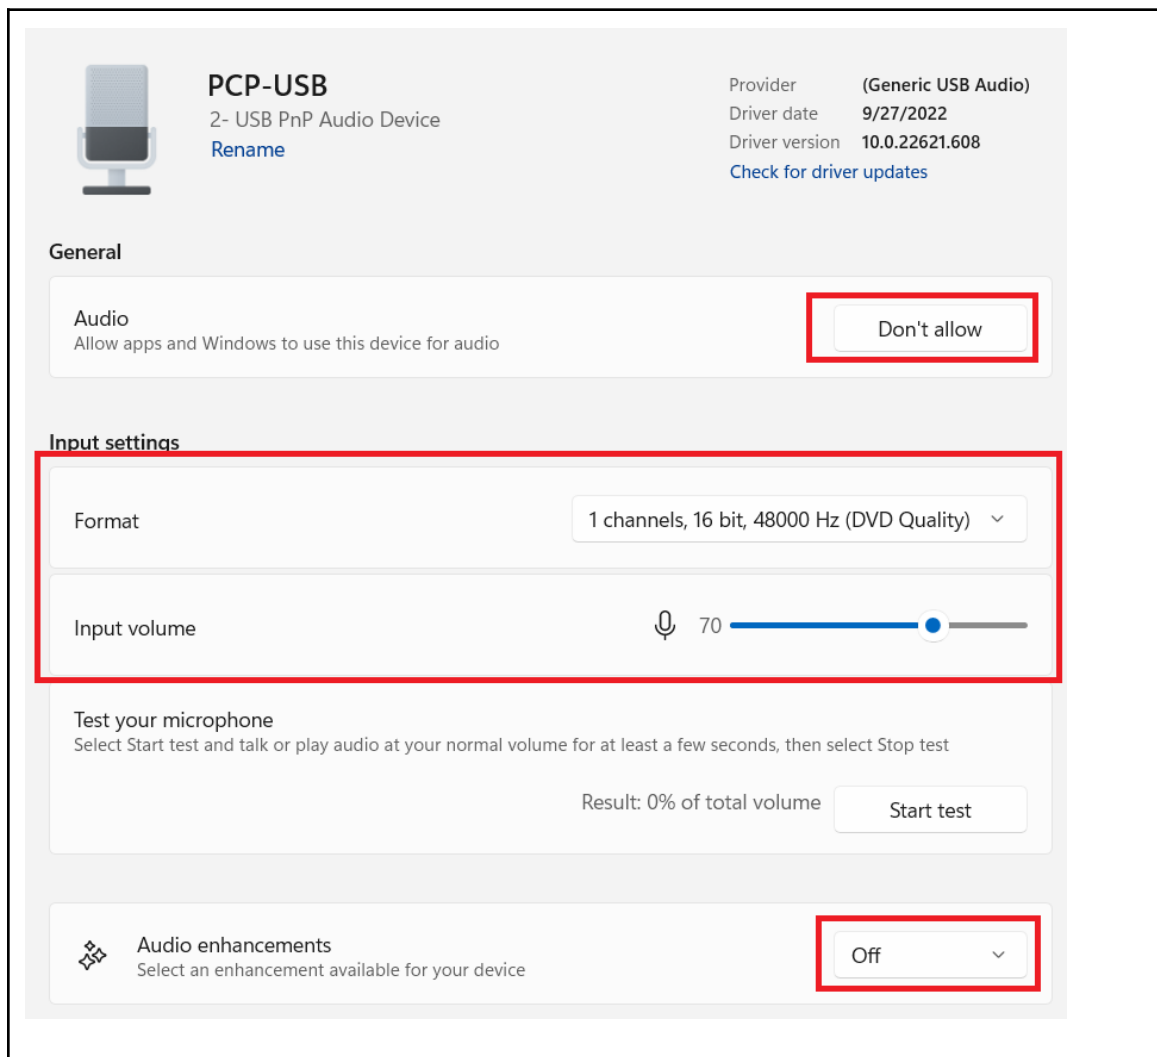 PCP-USB
2- USB PnP Audio Device
Rename
Provider (Generic USB Audio)
Driver date 9/27/2022
Driver version 10.0.22621.608
Check for driver updates
General
Audio
Allow apps and Windows to use this device for audio
Don't allow
Input settings
Format
1 channels, 16 bit, 48000 Hz (DVD Quality)
Input volume
70
Test your microphone
Select Start test and talk or play audio at your normal volume for at least a few seconds, then select Stop test
Result: 0% of total volume
Start test
Audio enhancements
Select an enhancement available for your device
Off